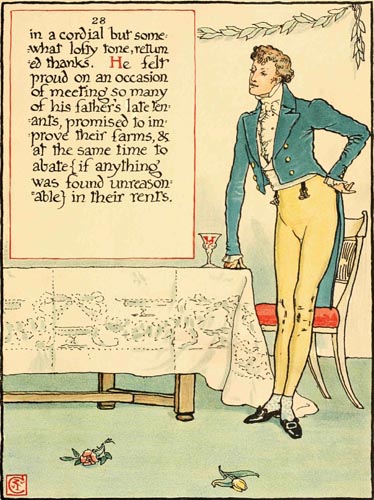 28
in a cordial but some-
what lofty tone, return-
ed thanks. He felt
proud on an occasion
of meeting so many
of his father's late ten-
ants, promised to im-
prove their farms, &
at the same time to
abate {if anything
was found unreason-
able} in their rents.